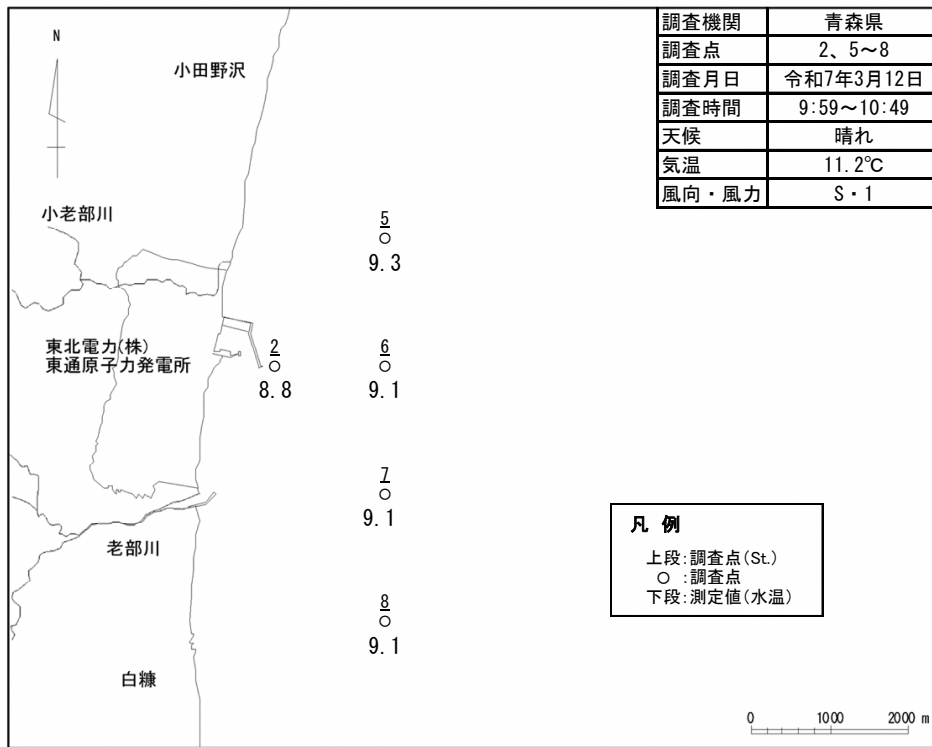 調査機関 青森県
調査点 2、5～8
調査月日 令和7年3月12日
調査時間 9:59～10:49
天候 晴れ
気温 11.2℃
風向・風力 S・1
N
小田野沢
小老部川
5
9.3
東北電力(株)
東通原子力発電所
2
8.8
6
9.1
7
9.1
老部川
8
9.1
白糠
凡 例
上段:調査点(St.)
○ :調査点
下段:測定値(水温)
0 1000 2000 m